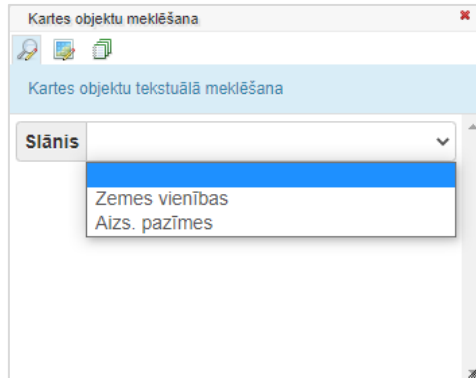 Kartes objektu meklēšana
Kartes objektu tekstuālā meklēšana
Slānis
Zemes vienības
Aizs. pazīmes